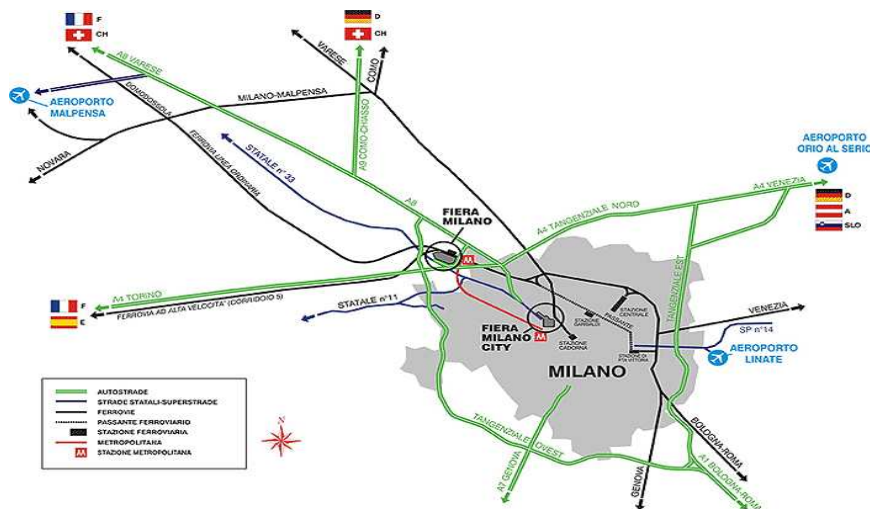 F
CH
D
CH
A8 VARESE
VARESE
COMO
DOMODOSSOLA
MILANO-MALPENSA
AEROPORTO
MALPENSA
NOVARA
FERROVIA LINEA ORDINARIA
STATALE n° 33
A9 COMO-CHIASSO
A8
AEROPORTO
ORIO AL SERIO
A4 VENEZIA
D
A
SLO
FIERA
MILANO
M
A4 TANGENZIALE NORD
TANGENZIALE EST
A4 TORINO
F
E
FERROVIA AD ALTA VELOCITA' (CORRIDOIO 5)
STATALE n°11
FIERA
MILANO
CITY
M
STAZIONE
CADORNA
STAZIONE
GARIBALDI
STAZIONE
CENTRALE
PASSANTE
STAZIONE DI
P.TA VITTORIA
VENEZIA
SP n°14
AEROPORTO
LINATE
MILANO
AUTOSTRADE
STRADE STATALI-SUPERSTRADE
FERROVIE
PASSANTE FERROVIARIO
STAZIONE FERROVIARIA
METROPOLITANA
M STAZIONE METROPOLITANA
N
TANGENZIALE OVEST
A7 GENOVA
GENOVA
BOLOGNA-ROMA
A1 BOLOGNA-ROMA